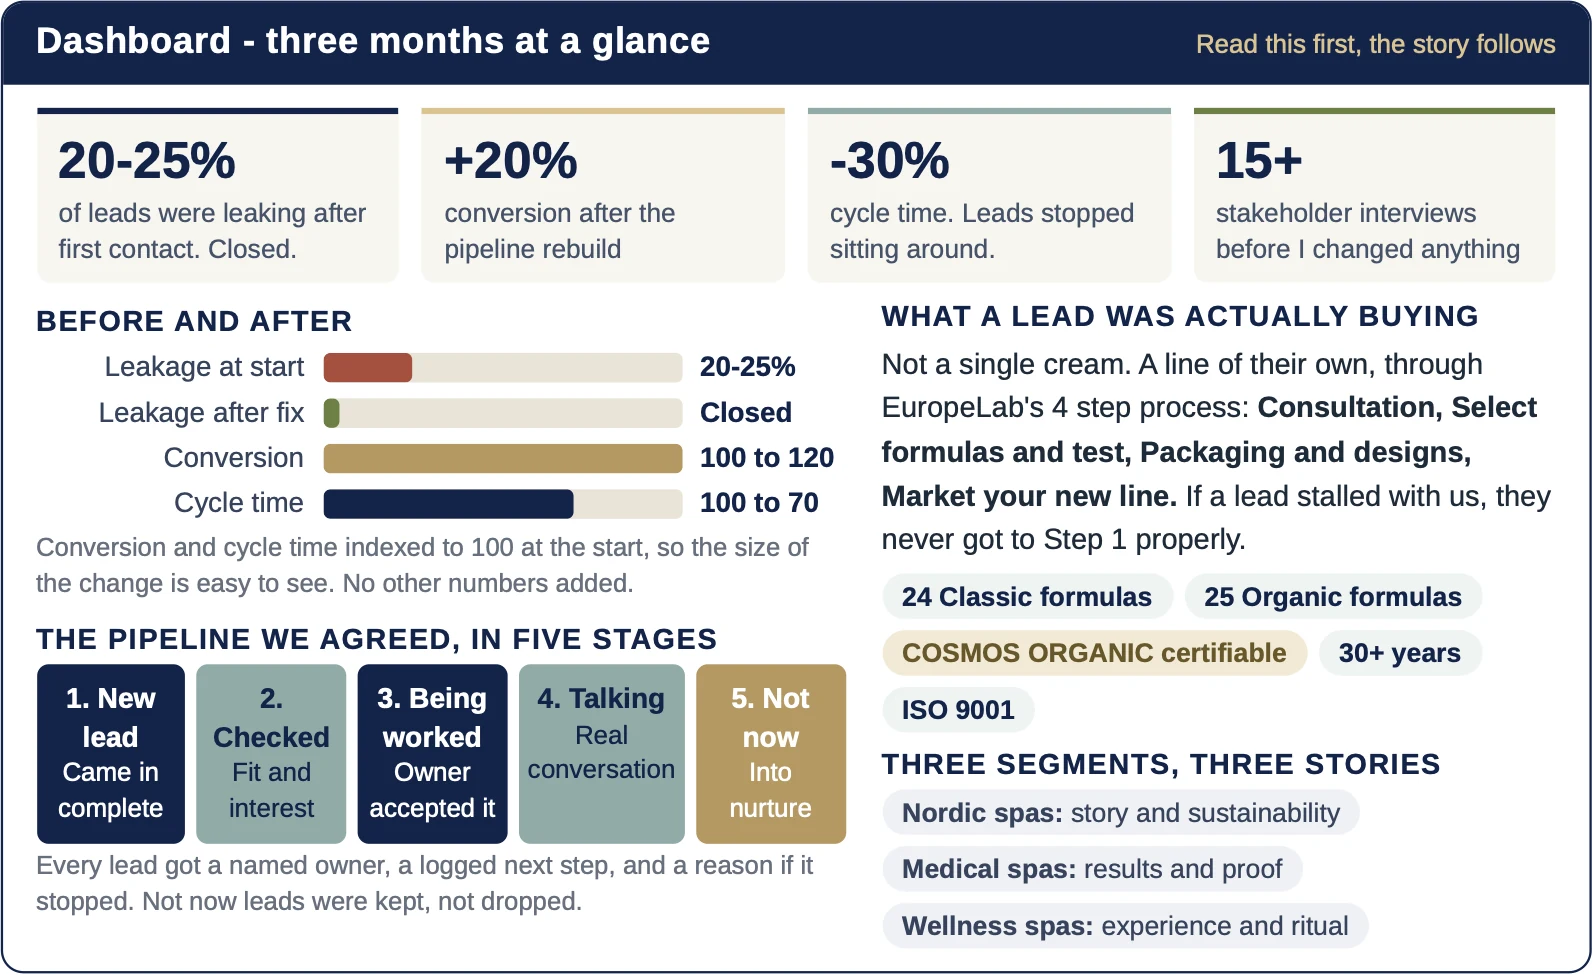 Dashboard - three months at a glance
Read this first, the story follows
20-25%
of leads were leaking after
first contact. Closed.
+20%
conversion after the
pipeline rebuild
-30%
cycle time. Leads stopped
sitting around.
15+
stakeholder interviews
before I changed anything
BEFORE AND AFTER
Leakage at start 20-25%
Leakage after fix Closed
Conversion 100 to 120
Cycle time 100 to 70
Conversion and cycle time indexed to 100 at the start, so the size of
the change is easy to see. No other numbers added.
THE PIPELINE WE AGREED, IN FIVE STAGES
1. New
lead
Came in
complete
2.
Checked
Fit and
interest
3. Being
worked
Owner
accepted it
4. Talking
Real
conversation
5. Not
now
Into
nurture
Every lead got a named owner, a logged next step, and a reason if it
stopped. Not now leads were kept, not dropped.
WHAT A LEAD WAS ACTUALLY BUYING
Not a single cream. A line of their own, through
EuropeLab's 4 step process: Consultation, Select
formulas and test, Packaging and designs,
Market your new line. If a lead stalled with us, they
never got to Step 1 properly.
24 Classic formulas
25 Organic formulas
COSMOS ORGANIC certifiable
30+ years
ISO 9001
THREE SEGMENTS, THREE STORIES
Nordic spas: story and sustainability
Medical spas: results and proof
Wellness spas: experience and ritual